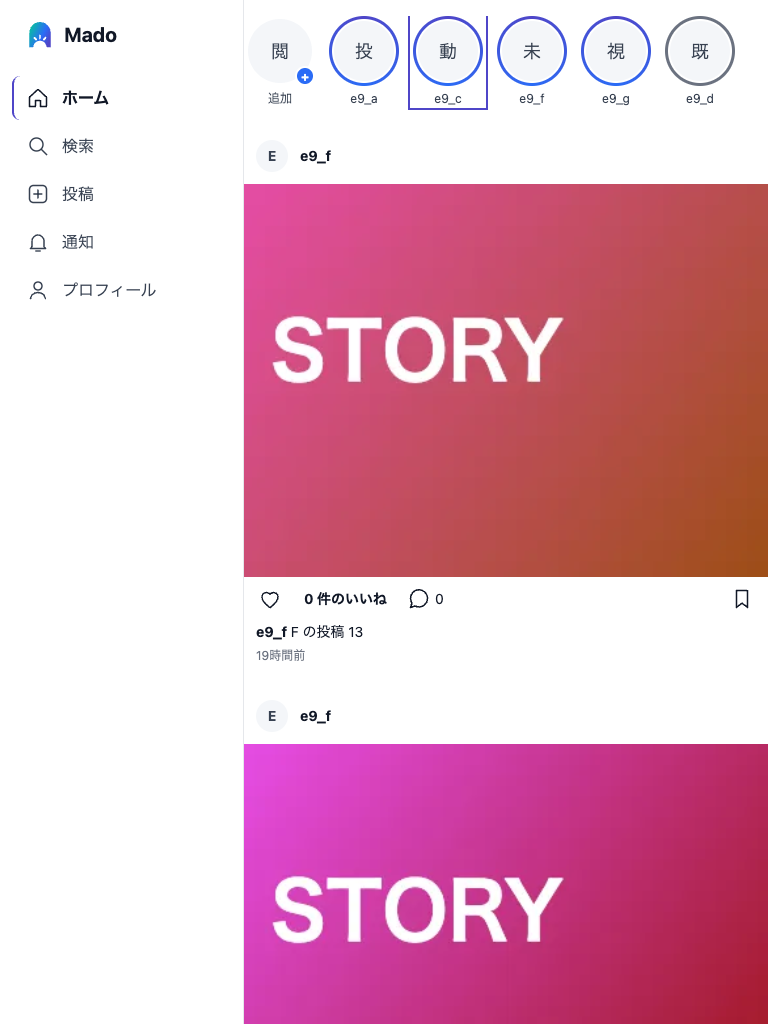 Mado
ホーム
検索
投稿
通知
プロフィール
閲 投 動 未 視 既
追加 e9_a e9_c e9_f e9_g e9_d
E e9_f
STORY
0 件のいいね 0
e9_f F の投稿 13
19時間前
E e9_f
STORY